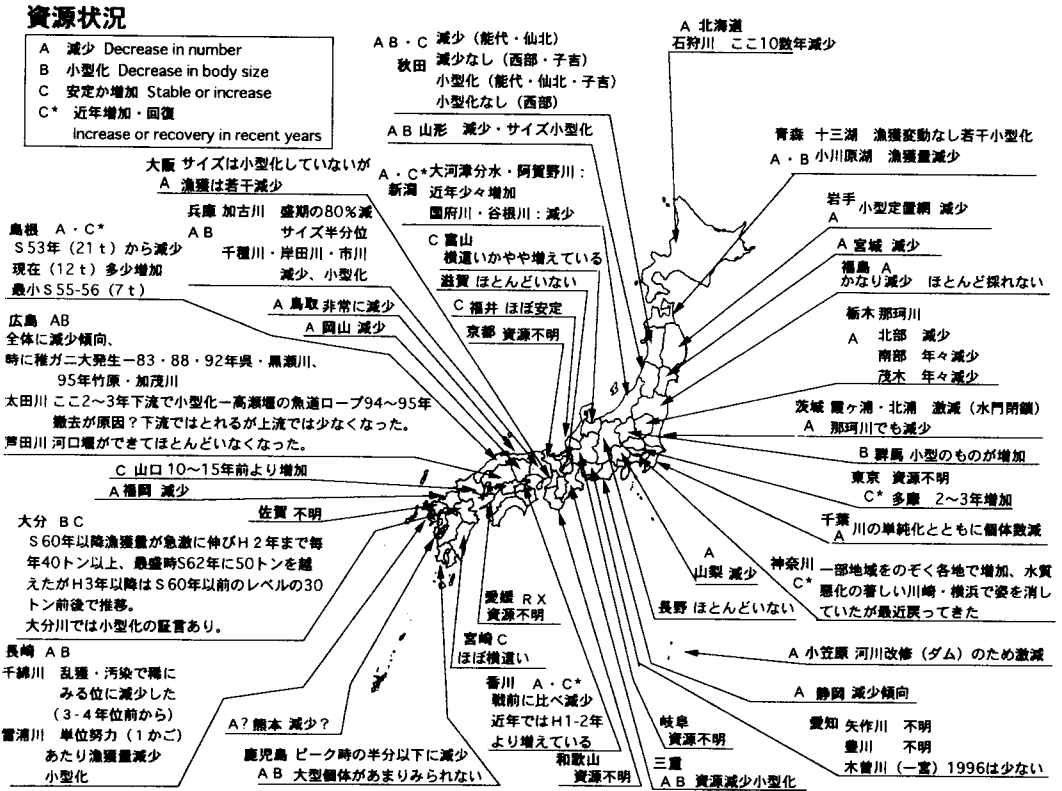 資源状況
A 減少 Decrease in number
B 小型化 Decrease in body size
C 安定か増加 Stable or increase
C* 近年増加・回復
Increase or recovery in recent years
A B・C 減少（能代・仙北）
秋田 減少なし（西部・子吉）
小型化（能代・仙北・子吉）
小型化なし（西部）
A 北海道
石狩川 ここ10数年減少
A B 山形 減少・サイズ小型化
青森 十三湖 漁獲変動なし若干小型化
A・B 小川原湖 漁獲量減少
大阪 サイズは小型化していないが
A 漁獲は若干減少
A・C* 大河津分水・阿賀野川：
新潟 近年少々増加
国府川・谷根川：減少
岩手 小型定置網 減少
A
兵庫 加古川 盛期の80％減
A B サイズ半分位
千種川・岸田川・市川
減少、小型化
島根 A・C*
S53年（21t）から減少
現在（12t）多少増加
最小S55-56（7t）
C 富山
横這いかやや増えている
滋賀 ほとんどいない
A 宮城 減少
福島 A
かなり減少 ほとんど採れない
A 鳥取 非常に減少
C 福井 ほぼ安定
A 岡山 減少
京都 資源不明
栃木 那珂川
A 北部 減少
南部 年々減少
茂木 年々減少
広島 AB
全体に減少傾向、
時に稚ガニ大発生ー83・88・92年呉・黒瀬川、
95年竹原・加茂川
太田川 ここ2～3年下流で小型化ー高瀬堰の魚道ロープ94～95年
撤去が原因？下流ではとれるが上流では少なくなった。
芦田川 河口堰ができてほとんどいなくなった。
茨城 霞ヶ浦・北浦 激減（水門閉鎖）
A 那珂川でも減少
B 群馬 小型のものが増加
C 山口 10～15年前より増加
A 福岡 減少
佐賀 不明
東京 資源不明
C* 多摩 2～3年増加
千葉 川の単純化とともに個体数減
A
大分 B C
S60年以降漁獲量が急激に伸びH2年まで毎
年40トン以上、最盛時S62年に50トンを越
えたがH3年以降はS60年以前のレベルの30
トン前後で推移。
大分川では小型化の証言あり。
A
山梨 減少
神奈川 一部地域をのぞく各地で増加、水質
C* 悪化の著しい川崎・横浜で姿を消し
ていたが最近戻ってきた
長野 ほとんどいない
愛媛 R X
資源不明
宮崎 C
ほぼ横這い
長崎 A B
千綿川 乱獲・汚染で稀に
みる位に減少した
（3-4年位前から）
雪浦川 単位努力（1かご）
あたり漁獲量減少
小型化
A 小笠原 河川改修（ダム）のため激減
香川 A・C*
戦前に比べ減少
近年ではH1-2年
より増えている
A 静岡 減少傾向
A？熊本 減少？
岐阜
資源不明
愛知 矢作川 不明
豊川 不明
木曽川（一宮）1996は少ない
鹿児島 ピーク時の半分以下に減少
A B 大型個体があまりみられない
和歌山
資源不明
三重
A B 資源減少小型化